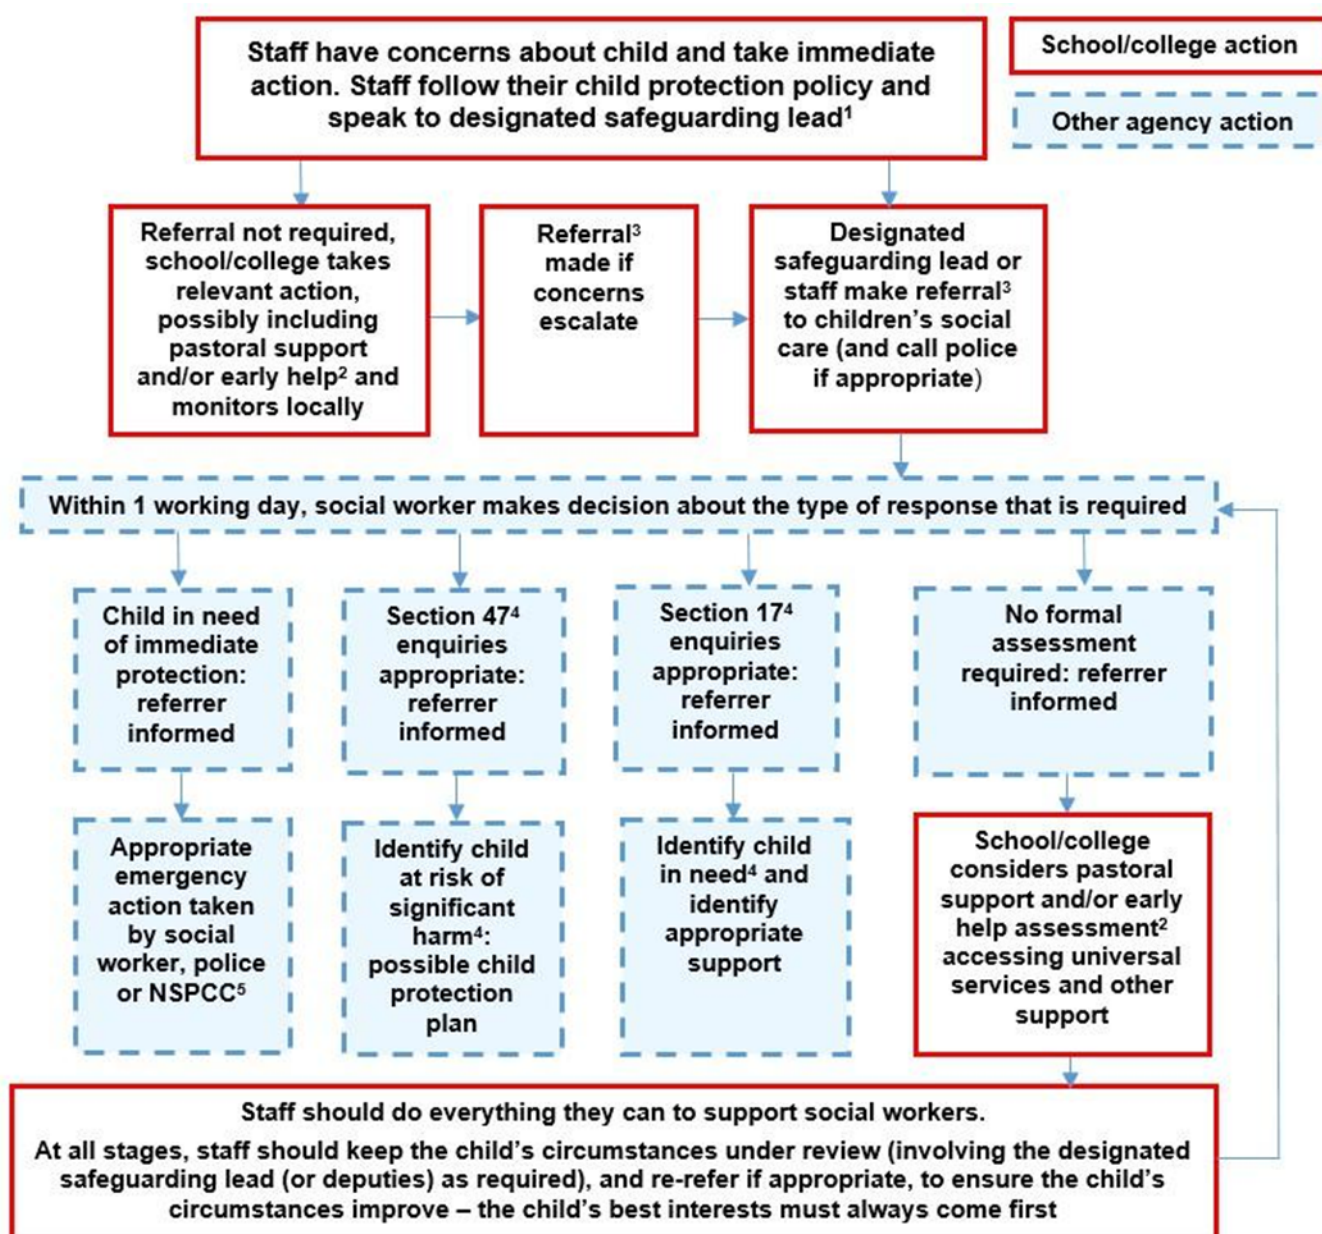 Staff have concerns about child and take immediate
action. Staff follow their child protection policy and
speak to designated safeguarding lead¹
School/college action
Other agency action
Referral not required,
school/college takes
relevant action,
possibly including
pastoral support
and/or early help² and
monitors locally
Referral³
made if
concerns
escalate
Designated
safeguarding lead or
staff make referral³
to children’s social
care (and call police
if appropriate)
Within 1 working day, social worker makes decision about the type of response that is required
Child in need
of immediate
protection:
referrer
informed
Section 47⁴
enquiries
appropriate:
referrer
informed
Section 17⁴
enquiries
appropriate:
referrer
informed
No formal
assessment
required: referrer
informed
Appropriate
emergency
action taken
by social
worker, police
or NSPCC⁵
Identify child
at risk of
significant
harm⁴:
possible child
protection
plan
Identify child
in need⁴ and
identify
appropriate
support
School/college
considers pastoral
support and/or early
help assessment²
accessing universal
services and other
support
Staff should do everything they can to support social workers.
At all stages, staff should keep the child’s circumstances under review (involving the designated
safeguarding lead (or deputies) as required), and re-refer if appropriate, to ensure the child’s
circumstances improve – the child’s best interests must always come first